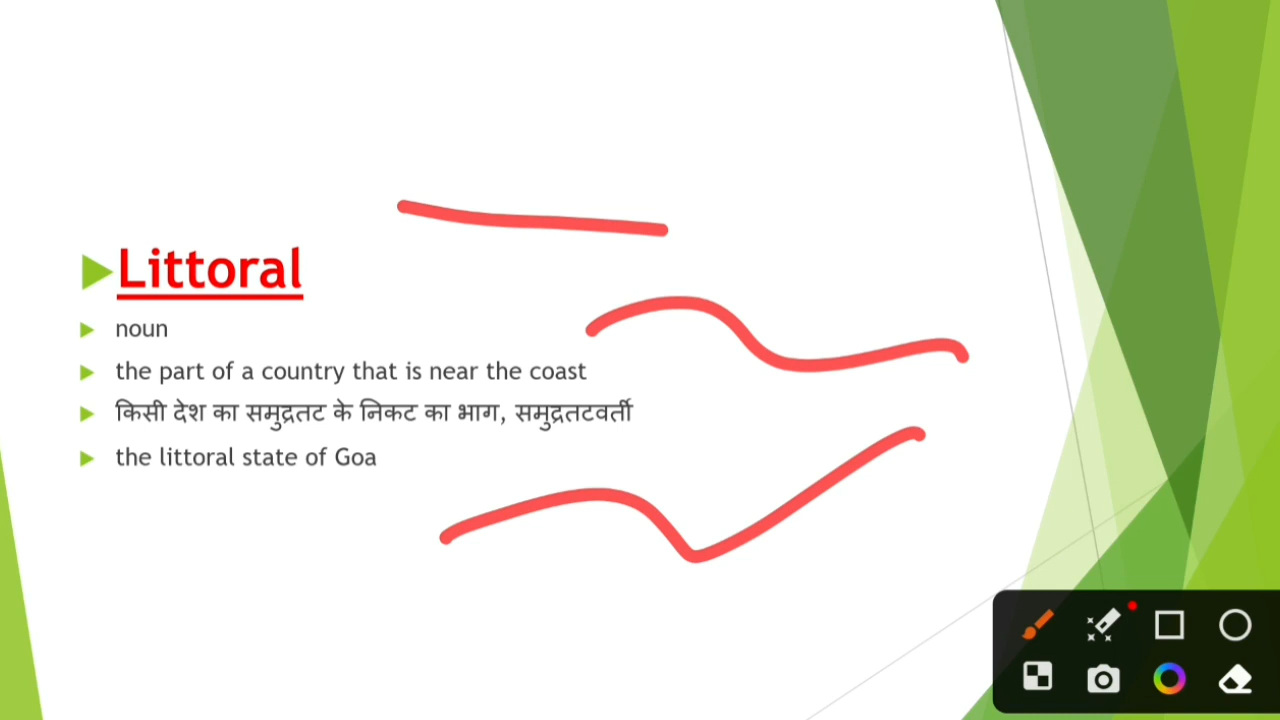 Littoral
noun
the part of a country that is near the coast
किसी देश का समुद्रतट के निकट का भाग, समुद्रतटवर्ती
the littoral state of Goa